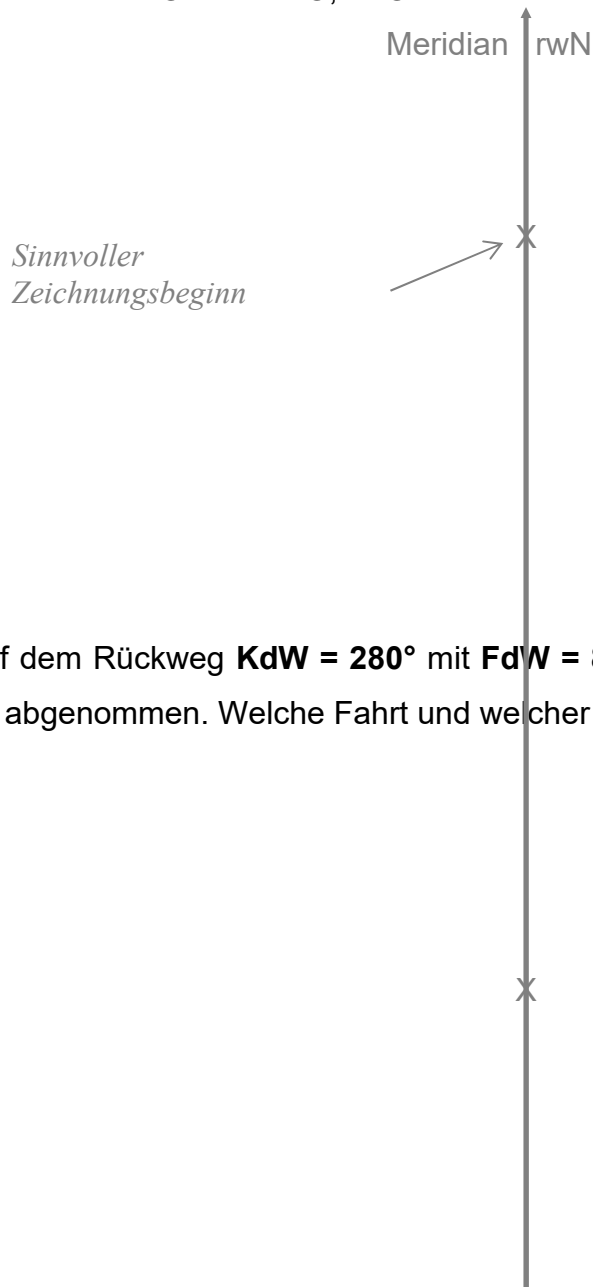 Meridian rwN
X
Sinnvoller
Zeichnungsbeginn
f dem Rückweg KdW = 280° mit FdW =
abgenommen. Welche Fahrt und welcher
X